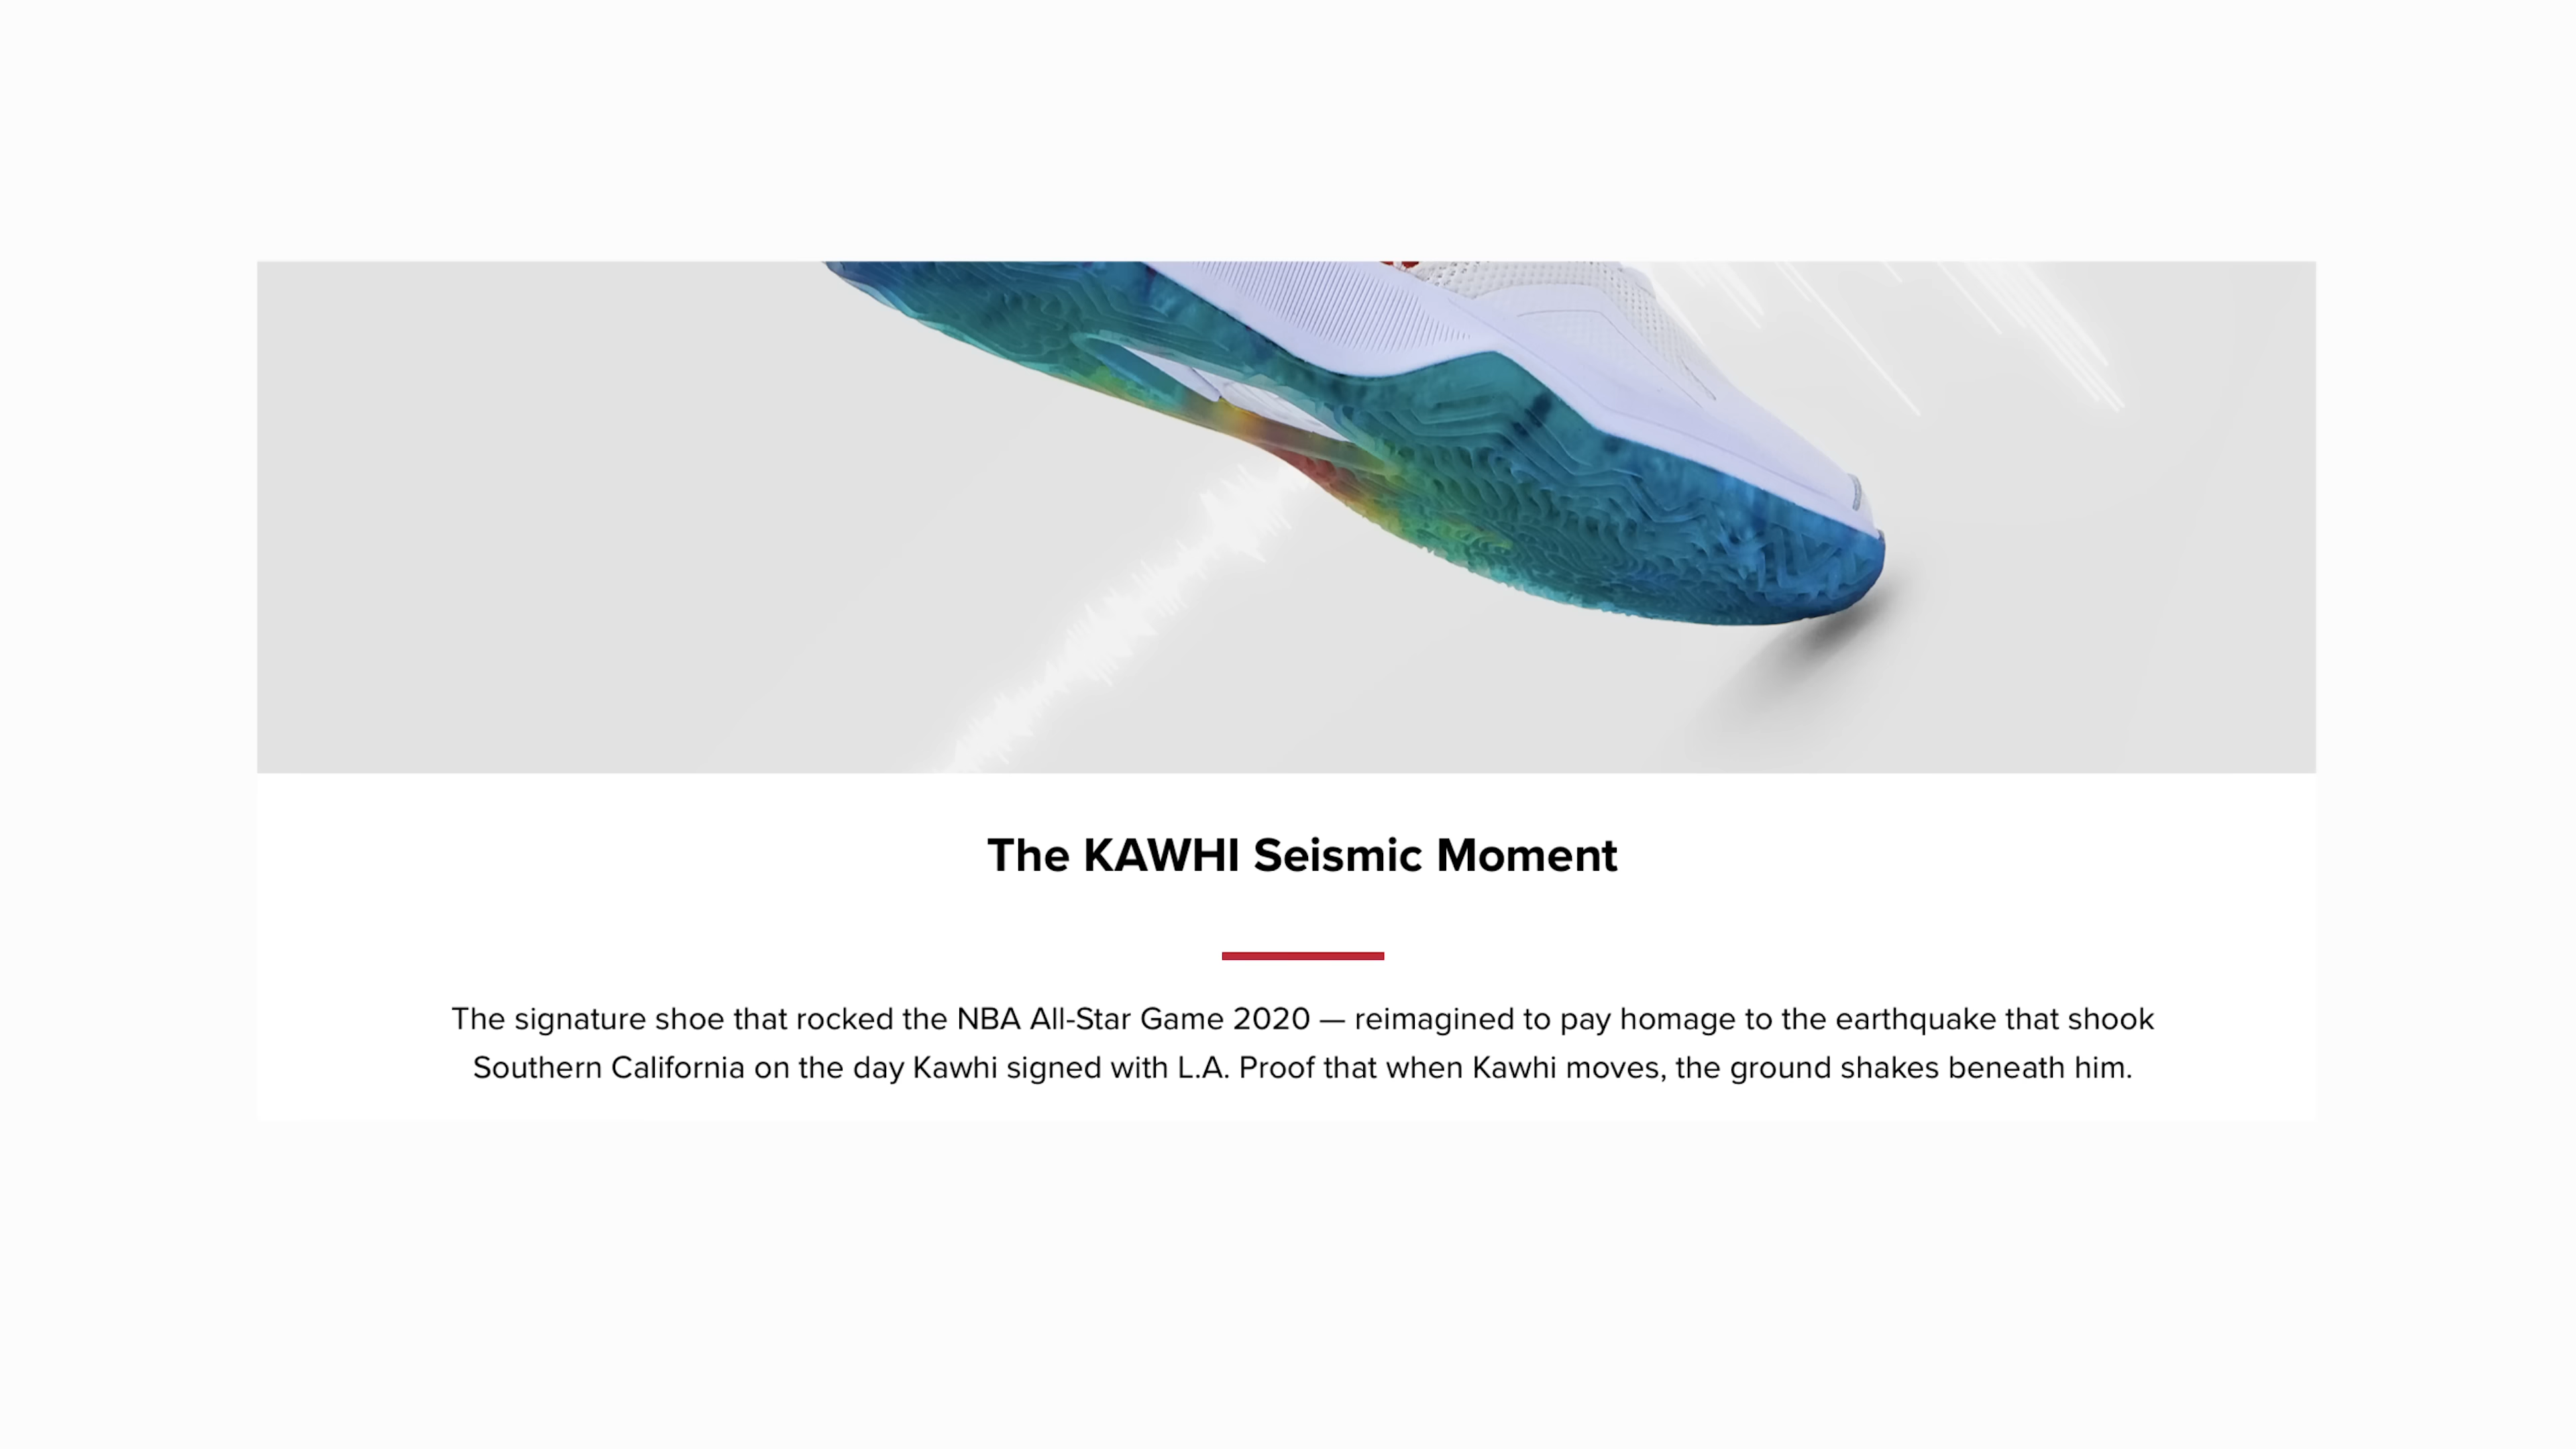 The KAWHI Seismic Moment
The signature shoe that rocked the NBA All-Star Game 2020 — reimagined to pay homage to the earthquake that shook
Southern California on the day Kawhi signed with L.A. Proof that when Kawhi moves, the ground shakes beneath him.